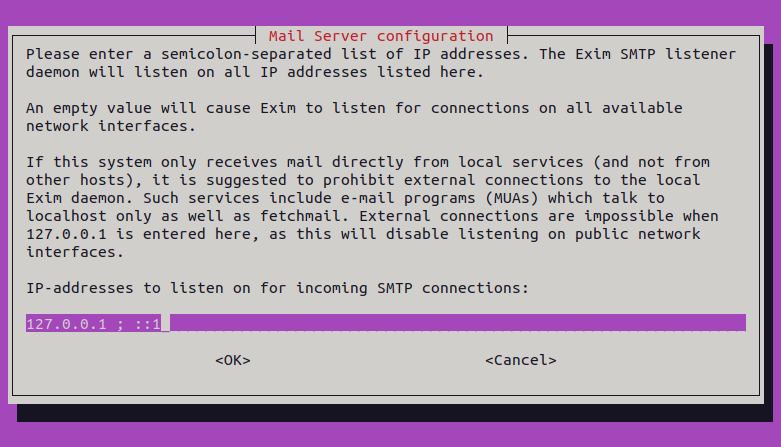 Mail Server configuration
Please enter a semicolon-separated list of IP addresses. The Exim SMTP listener
daemon will listen on all IP addresses listed here.
An empty value will cause Exim to listen for connections on all available
network interfaces.
If this system only receives mail directly from local services (and not from
other hosts), it is suggested to prohibit external connections to the local
Exim daemon. Such services include e-mail programs (MUAs) which talk to
localhost only as well as fetchmail. External connections are impossible when
127.0.0.1 is entered here, as this will disable listening on public network
interfaces.
IP-addresses to listen on for incoming SMTP connections:
127.0.0.1 ; ::1
<OK> <Cancel>